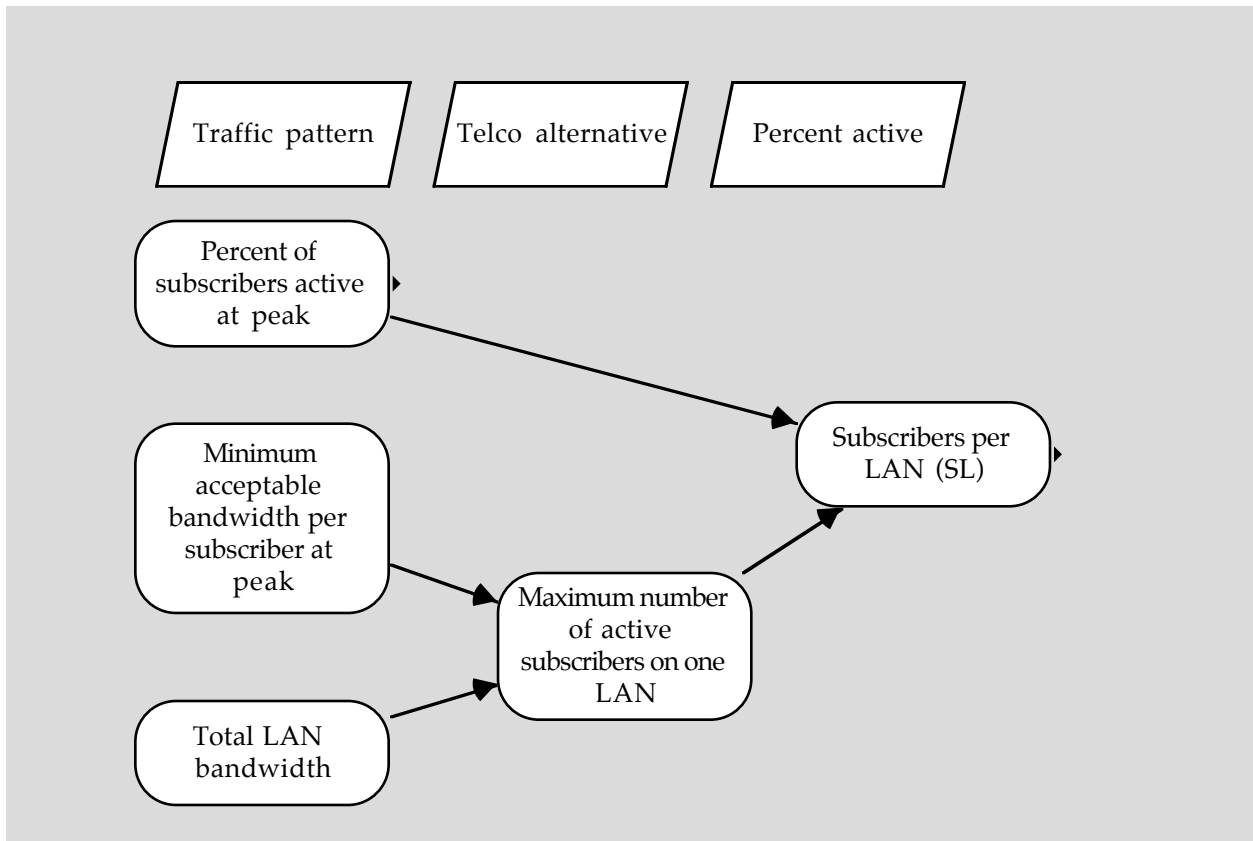 Traffic pattern
Telco alternative
Percent active
Percent of
subscribers active
at peak
Minimum
acceptable
bandwidth per
subscriber at
peak
Total LAN
bandwidth
Maximum number
of active
subscribers on one
LAN
Subscribers per
LAN (SL)